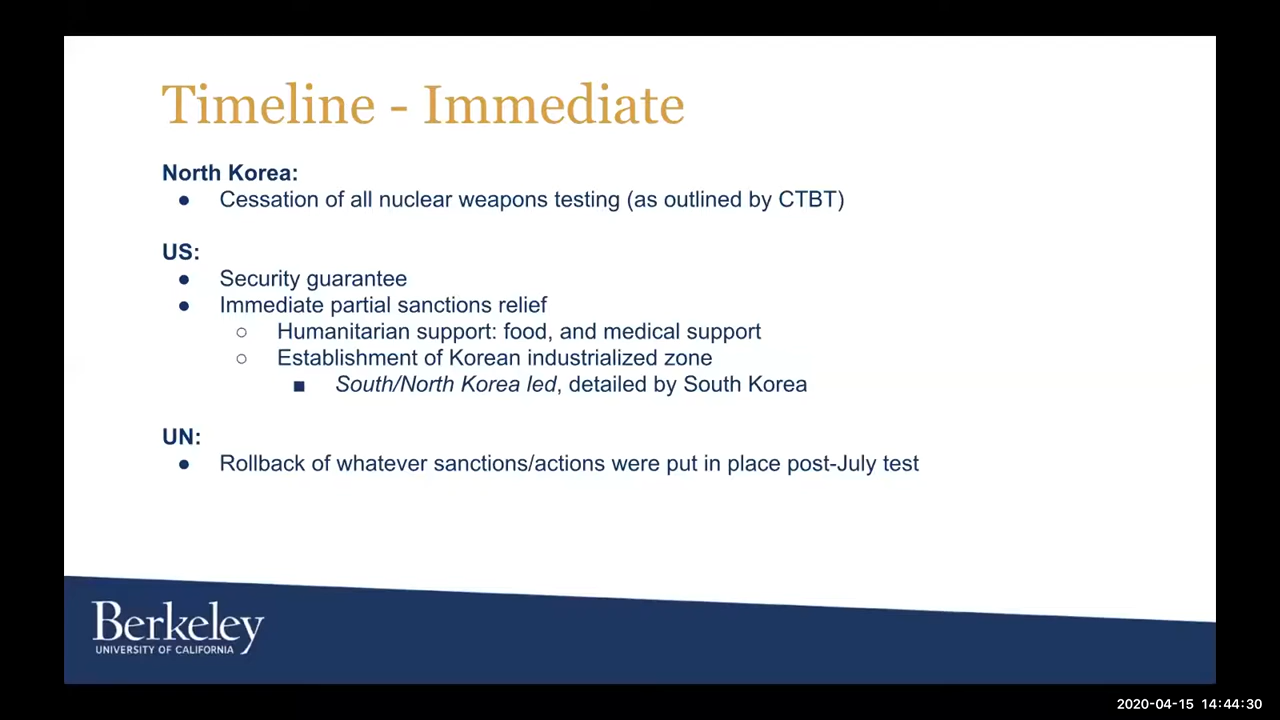 Timeline - Immediate
North Korea:
● Cessation of all nuclear weapons testing (as outlined by CTBT)
US:
● Security guarantee
● Immediate partial sanctions relief
○ Humanitarian support: food, and medical support
○ Establishment of Korean industrialized zone
■ South/North Korea led, detailed by South Korea
UN:
● Rollback of whatever sanctions/actions were put in place post-July test
Berkeley
UNIVERSITY OF CALIFORNIA
2020-04-15 14:44:30